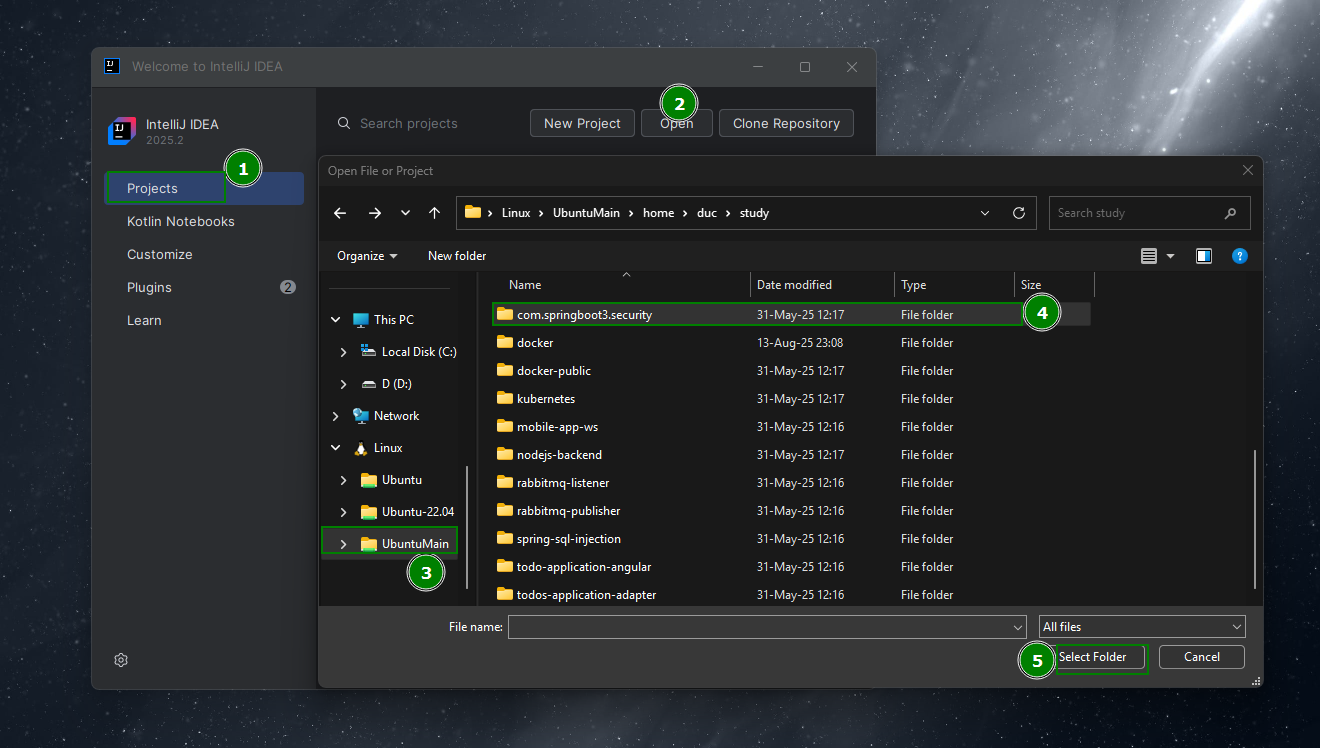 Welcome to IntelliJ IDEA
IntelliJ IDEA
2025.2
Search projects
New Project
Open
Clone Repository
2
1
Projects
Kotlin Notebooks
Customize
Plugins
2
Learn
Open File or Project
Linux > UbuntuMain > home > duc > study
Search study
Organize
New folder
?
This PC
Local Disk (C:)
D (D:)
Network
Linux
Ubuntu
Ubuntu-22.04
UbuntuMain
3
Name Date modified Type Size
com.springboot3.security 31-May-25 12:17 File folder
4
docker 13-Aug-25 23:08 File folder
docker-public 31-May-25 12:17 File folder
kubernetes 31-May-25 12:17 File folder
mobile-app-ws 31-May-25 12:16 File folder
nodejs-backend 31-May-25 12:17 File folder
rabbitmq-listener 31-May-25 12:16 File folder
rabbitmq-publisher 31-May-25 12:16 File folder
spring-sql-injection 31-May-25 12:16 File folder
todo-application-angular 31-May-25 12:16 File folder
todos-application-adapter 31-May-25 12:16 File folder
File name:
All files
5
Select Folder
Cancel